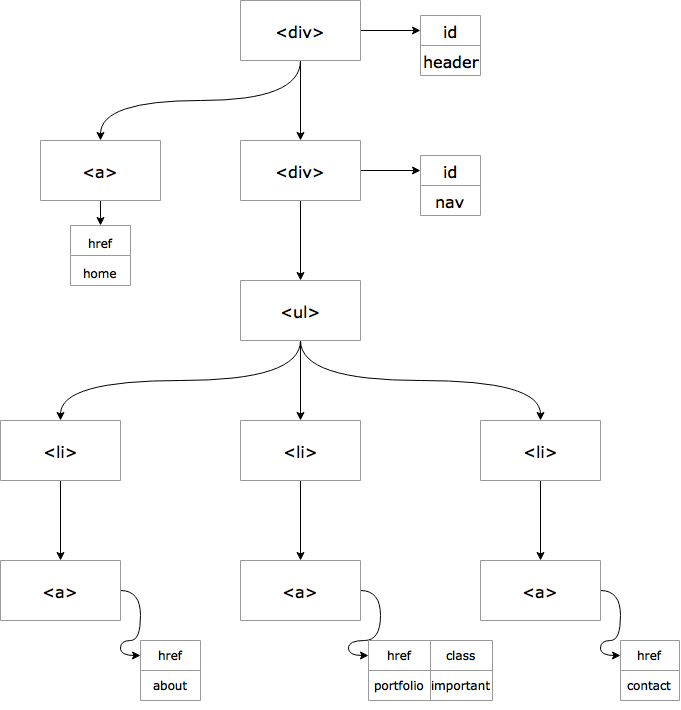 <div>
id
header
<a>
<div>
id
nav
href
home
<ul>
<li>
<li>
<li>
<a>
<a>
<a>
href
about
href class
portfolio important
href
contact